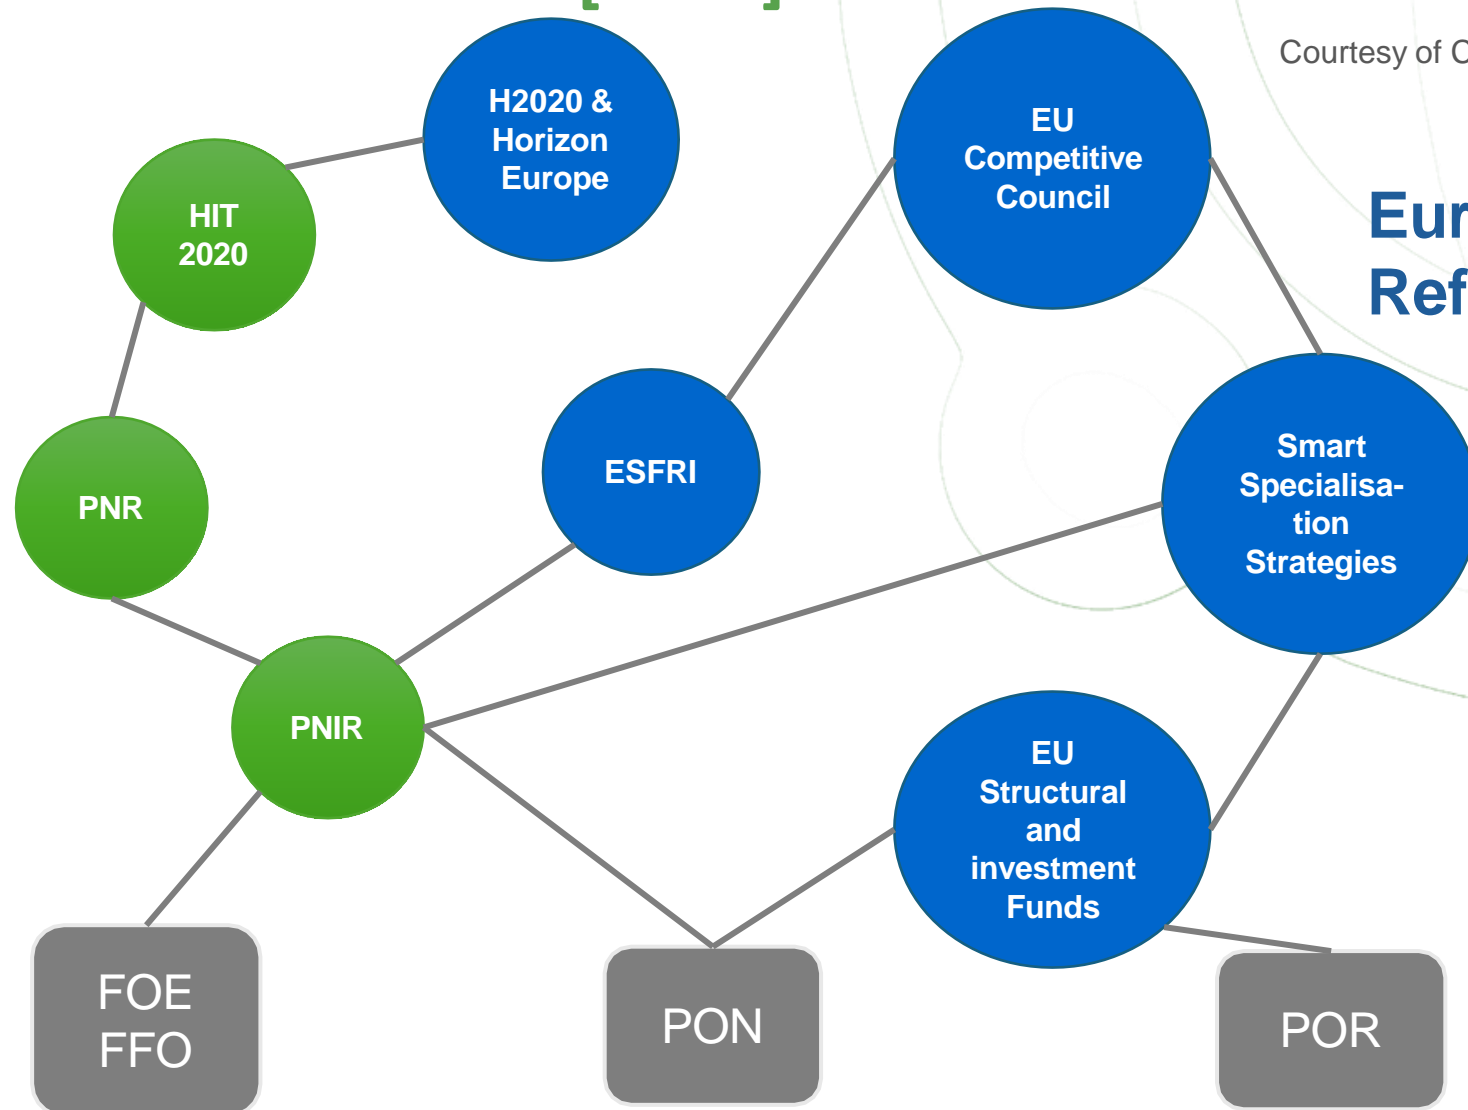 Courtesy of
H2020 &
Horizon
Europe
EU
Competitive
Council
HIT
2020
Smart
Specialisa-
tion
Strategies
ESFRI
PNR
PNIR
EU
Structural
and
investment
Funds
FOE
FFO
PON
POR